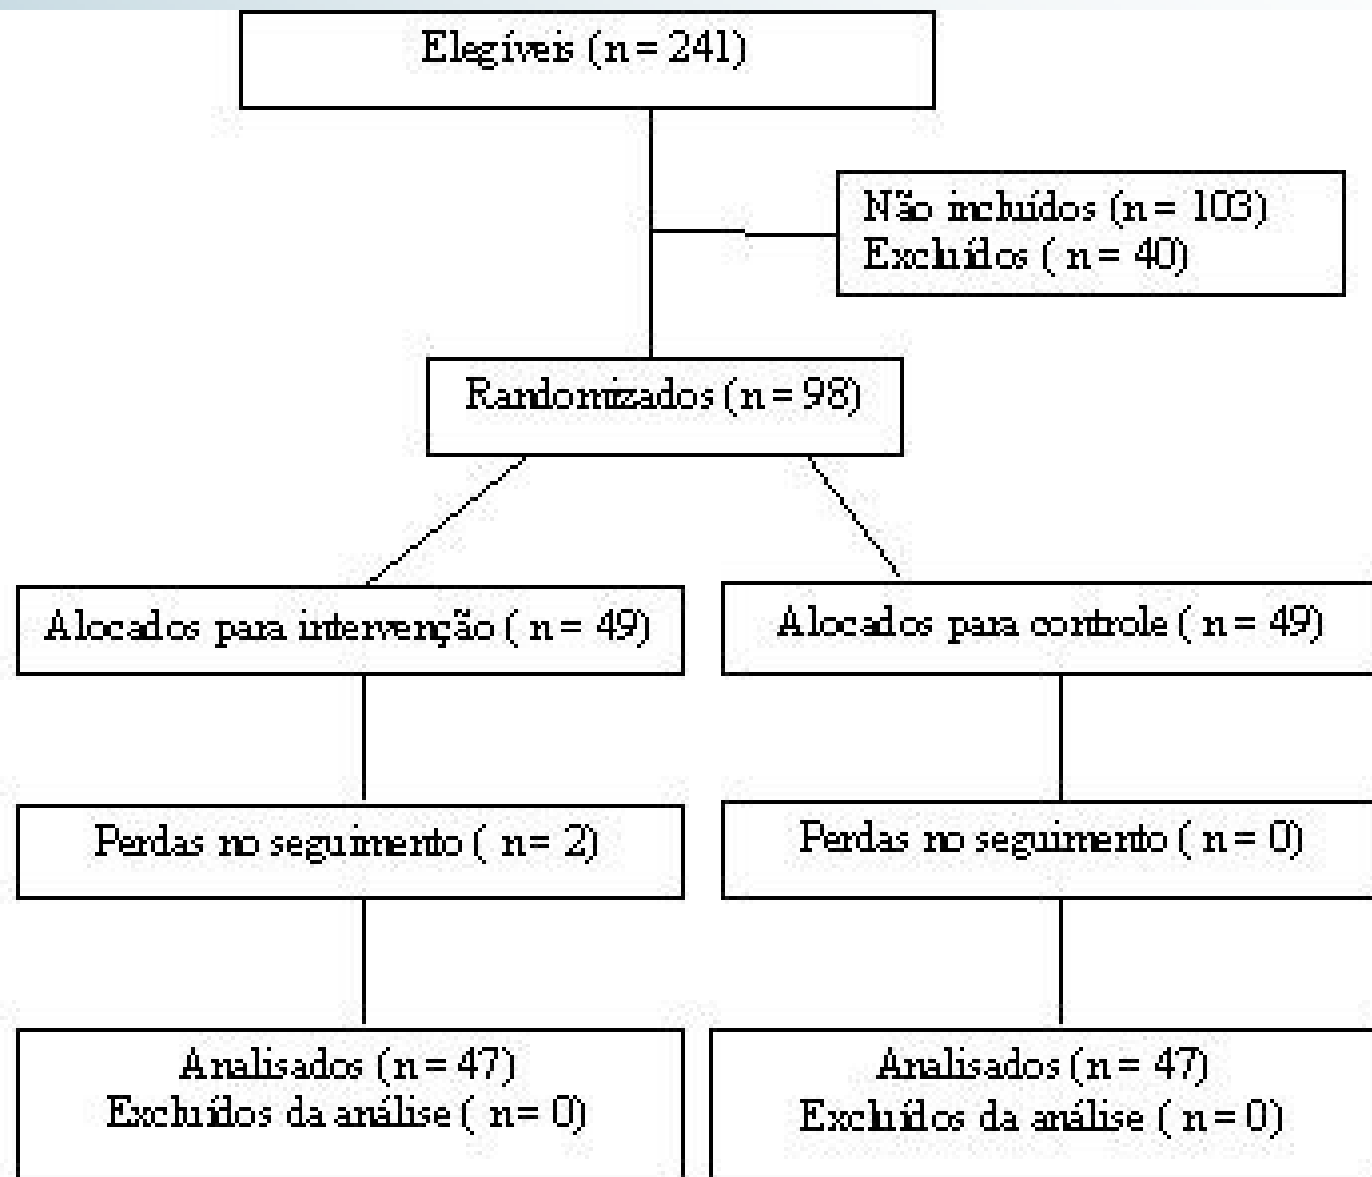 Elegíveis (n = 241)
Não incluídos (n = 103)
Excluídos ( n = 40)
Randomizados (n = 98)
Alocados para intervenção ( n = 49)
Alocados para controle ( n = 49)
Perdas no seguimento ( n= 2)
Perdas no seguimento ( n= 0)
Analisados (n = 47)
Excluídos da análise ( n= 0)
Analisados (n = 47)
Excluídos da análise ( n= 0)